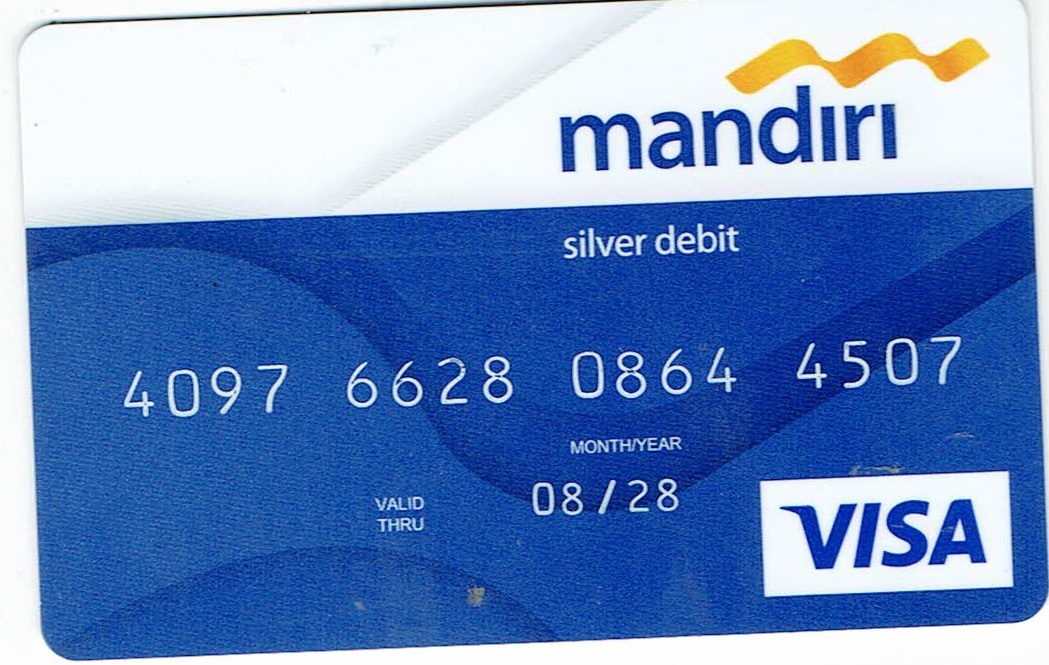 mandiri
silver debit
4097 6628 0864 4507
MONTH/YEAR
VALID THRU 08/28
VISA